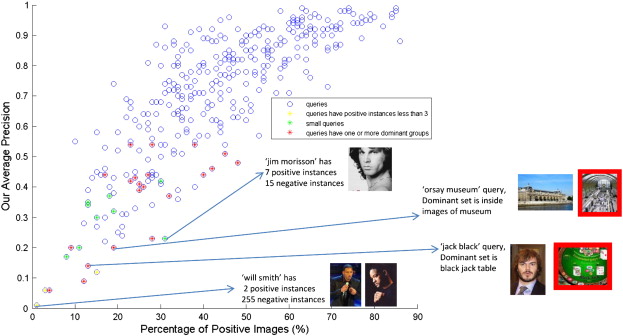 1
0.9
0.8
0.7
0.6
0.5
0.4
0.3
0.2
0.1
0
Our Average Precision
○ queries
queries have positive instances less than 3
small queries
queries have one or more dominant groups
'jim morisson' has
7 positive instances
15 negative instances
'orsay museum' query,
Dominant set is inside
images of museum
'jack black' query,
Dominant set is
black jack table
'will smith' has
2 positive instances
255 negative instances
0 10 20 30 40 50 60 70 80 90
Percentage of Positive Images (%)